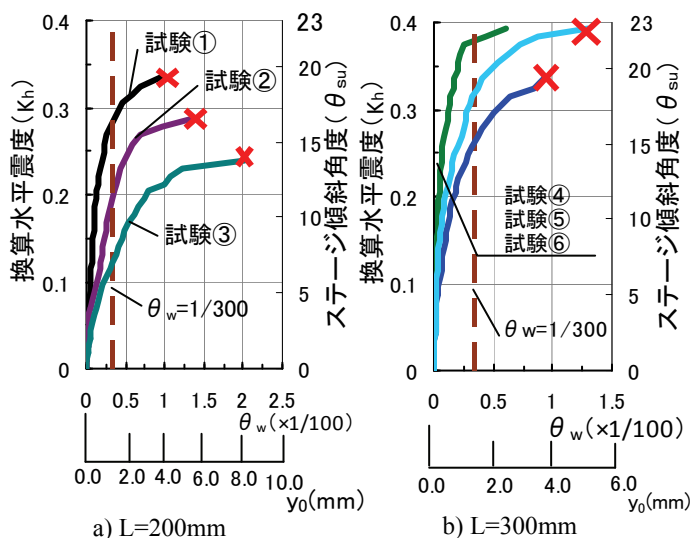 換算水平震度(Kh)
0.4
0.3
0.2
0.1
0
試験①
試験②
試験③
θw=1/300
23
20
15
10
5
0
ステージ傾斜角度(θsu)
0 0.5 1 1.5 2 2.5
θw(×1/100)
0.0 2.0 4.0 6.0 8.0 10.0
y0(mm)
a) L=200mm
換算水平震度(Kh)
0.4
0.3
0.2
0.1
0
試験④
試験⑤
試験⑥
θw=1/300
23
20
15
10
5
0
ステージ傾斜角度(θsu)
0 0.5 1 1.5
θw(×1/100)
0.0 2.0 4.0 6.0
y0(mm)
b) L=300mm